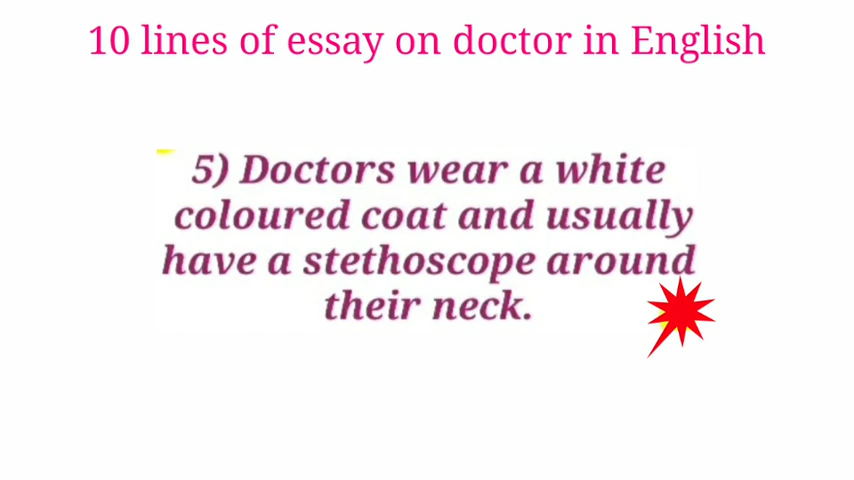 10 lines of essay on doctor in English
5) Doctors wear a white
coloured coat and usually
have a stethoscope around
their neck.